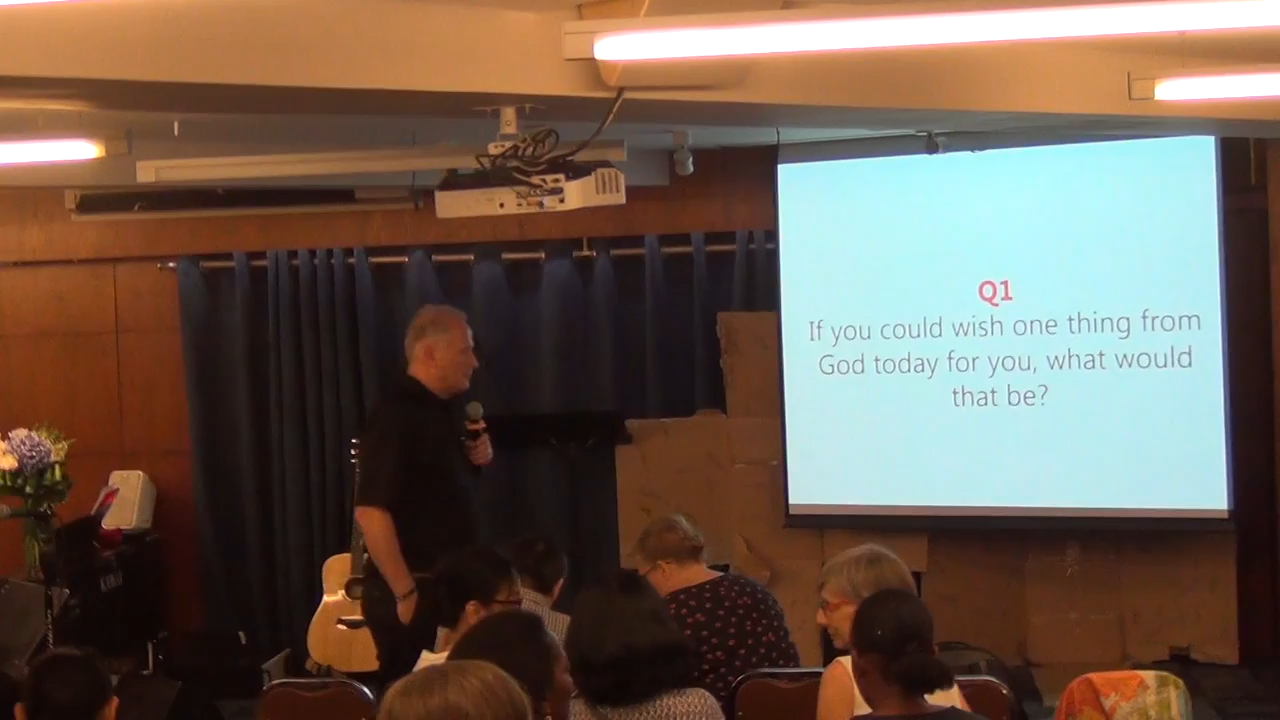 Q1
If you could wish one thing from
God today for you, what would
that be?